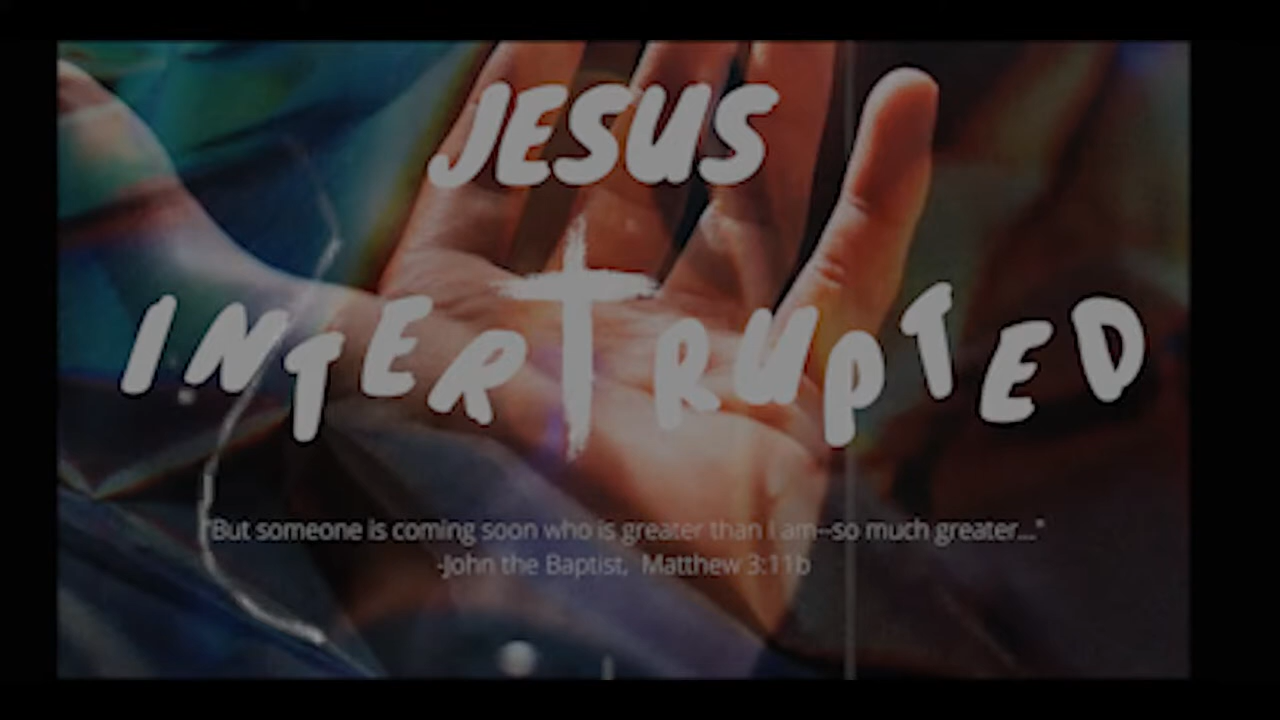 JESUS
INTERRUPTED
"But someone is coming soon who is greater than I am--so much greater..."
-John the Baptist, Matthew 3:11b